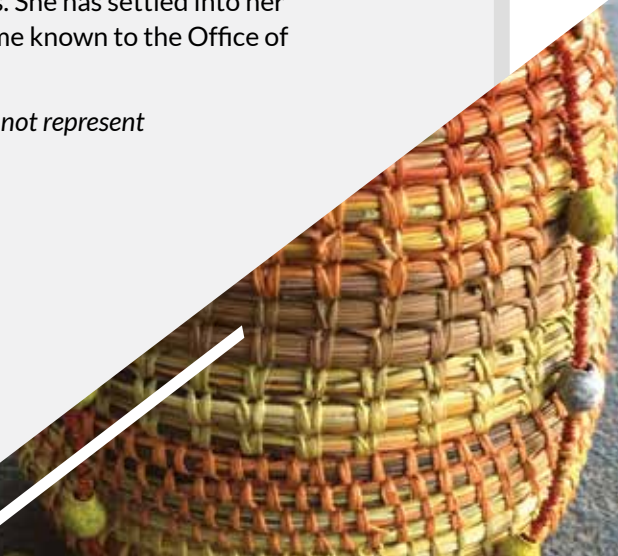 . She has settled into her
me known to the Office of
not represent